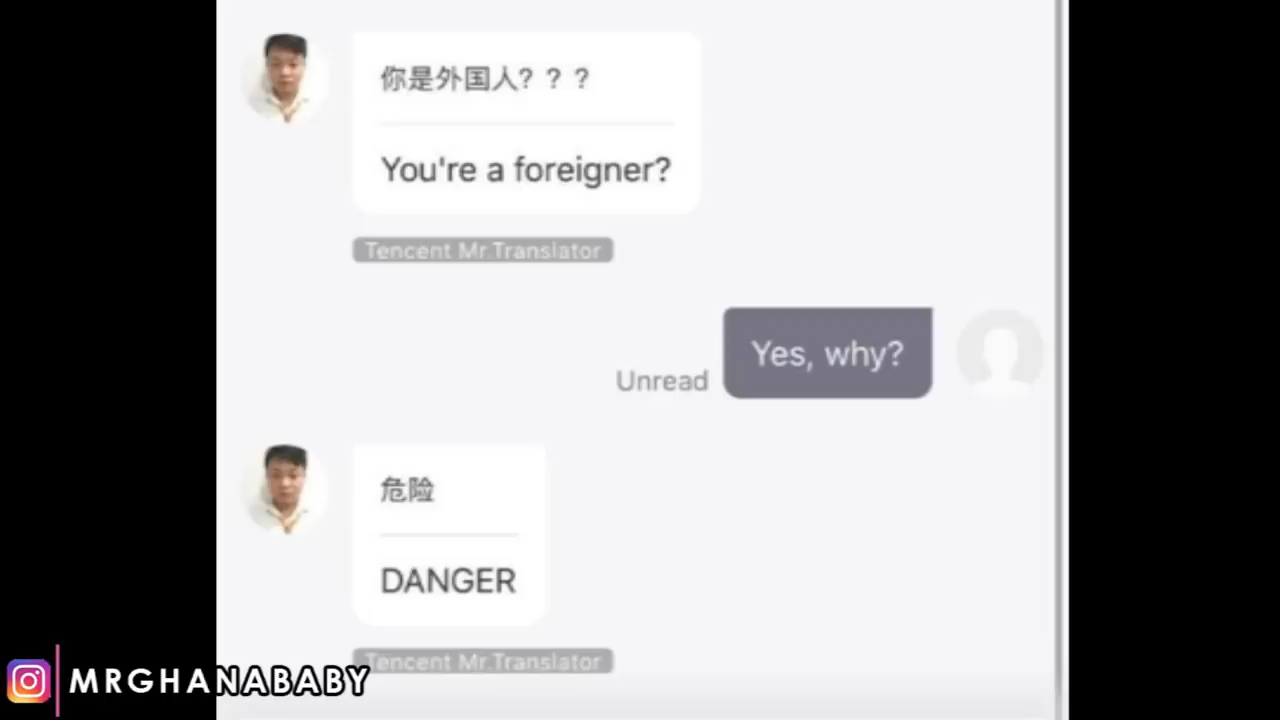 你是外国人？？？
You're a foreigner?
Tencent Mr.Translator
Yes, why?
Unread
危险
DANGER
Tencent Mr.Translator
MRGHANABABY